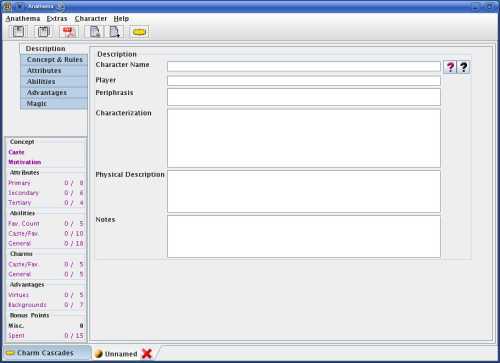 Anathema
Anathema Extras Character Help
Description
Concept & Rules
Attributes
Abilities
Advantages
Magic
Concept
Caste
Motivation
Attributes
Primary 0 / 8
Secondary 0 / 6
Tertiary 0 / 4
Abilities
Fav. Count 0 / 5
Caste/Fav. 0 / 10
General 0 / 18
Charms
Caste/Fav. 0 / 5
General 0 / 5
Advantages
Virtues 0 / 5
Backgrounds 0 / 7
Bonus Points
Misc. 0
Spent 0 / 15
Description
Character Name
? ?
Player
Periphrasis
Characterization
Physical Description
Notes
Charm Cascades
Unnamed